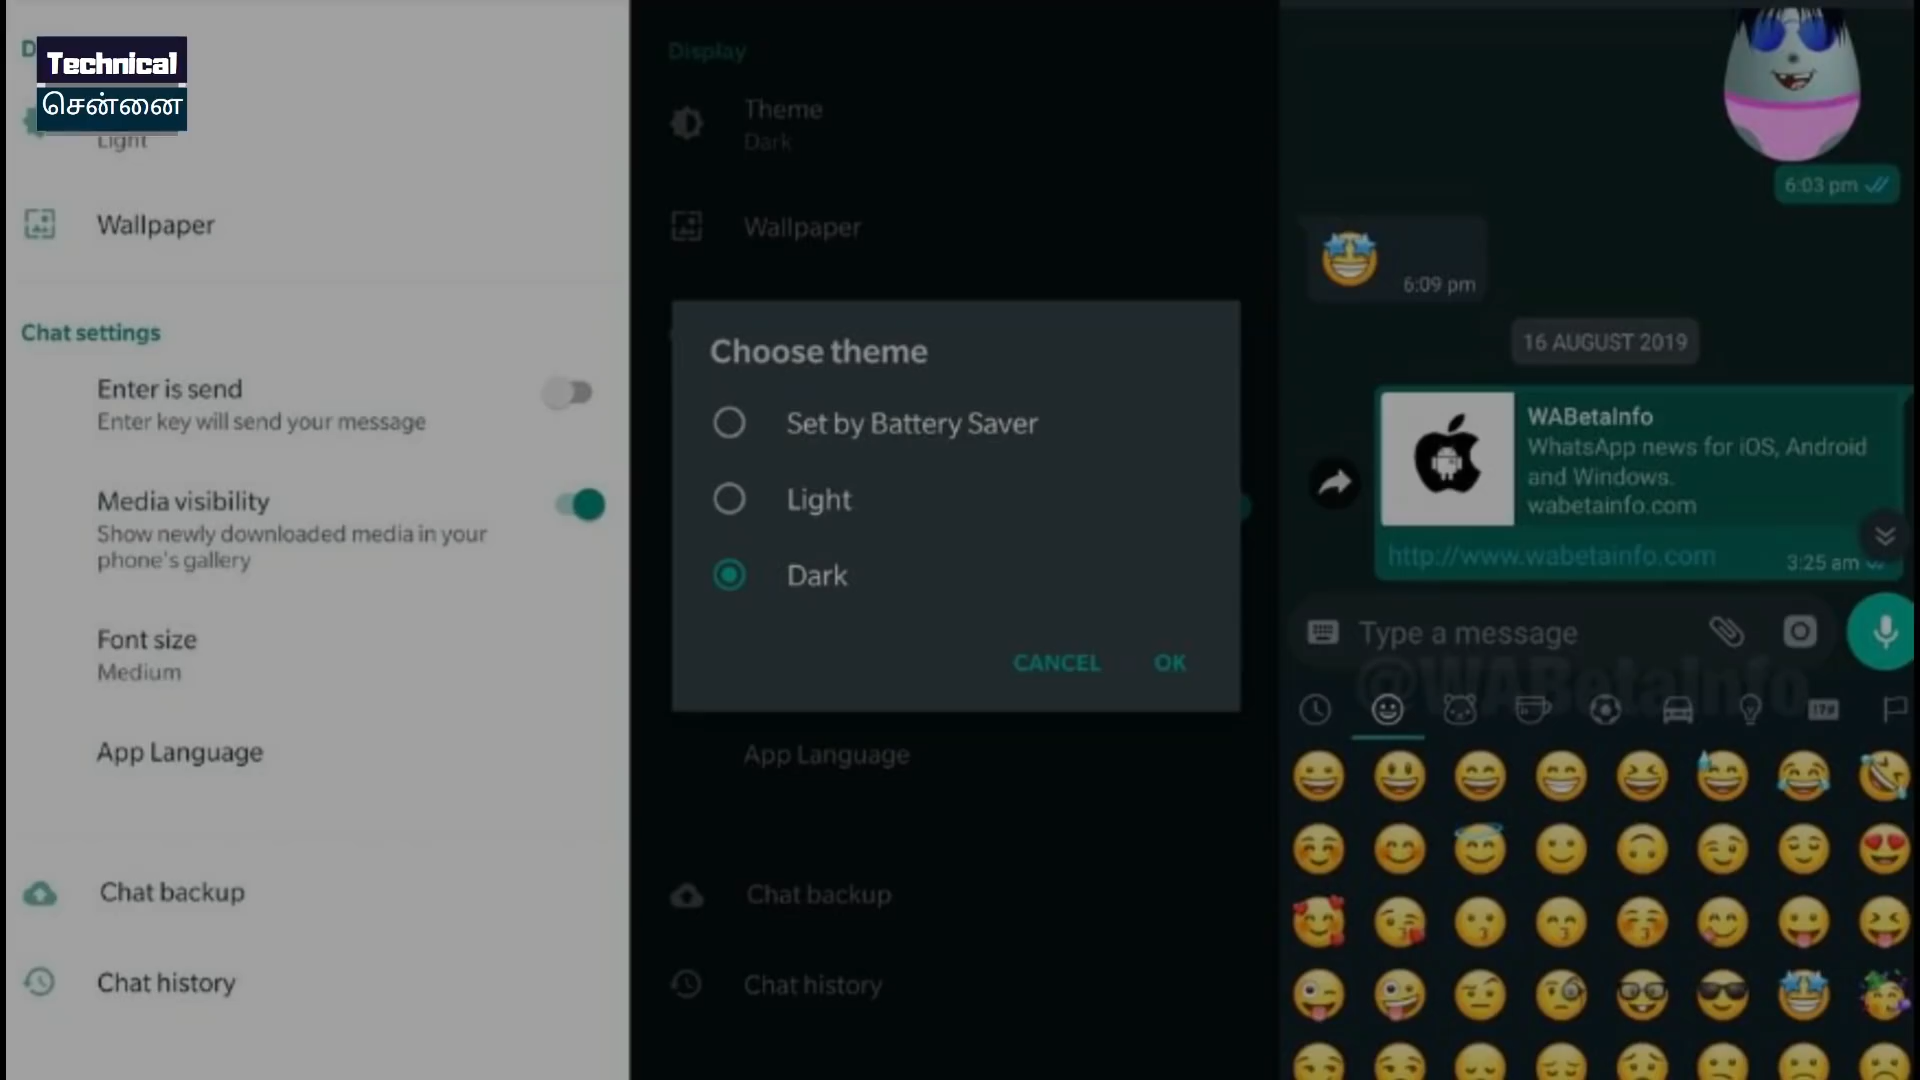 Technical
சென்னை
Light
Wallpaper
Chat settings
Enter is send
Enter key will send your message
Media visibility
Show newly downloaded media in your
phone's gallery
Font size
Medium
App Language
Chat backup
Chat history
Display
Theme
Dark
Wallpaper
Choose theme
Set by Battery Saver
Light
Dark
CANCEL OK
App Language
Chat backup
Chat history
6:03 pm
6:09 pm
16 AUGUST 2019
WABetaInfo
WhatsApp news for iOS, Android
and Windows.
wabetainfo.com
http://www.wabetainfo.com
3:25 am
Type a message
@WABetaInfo